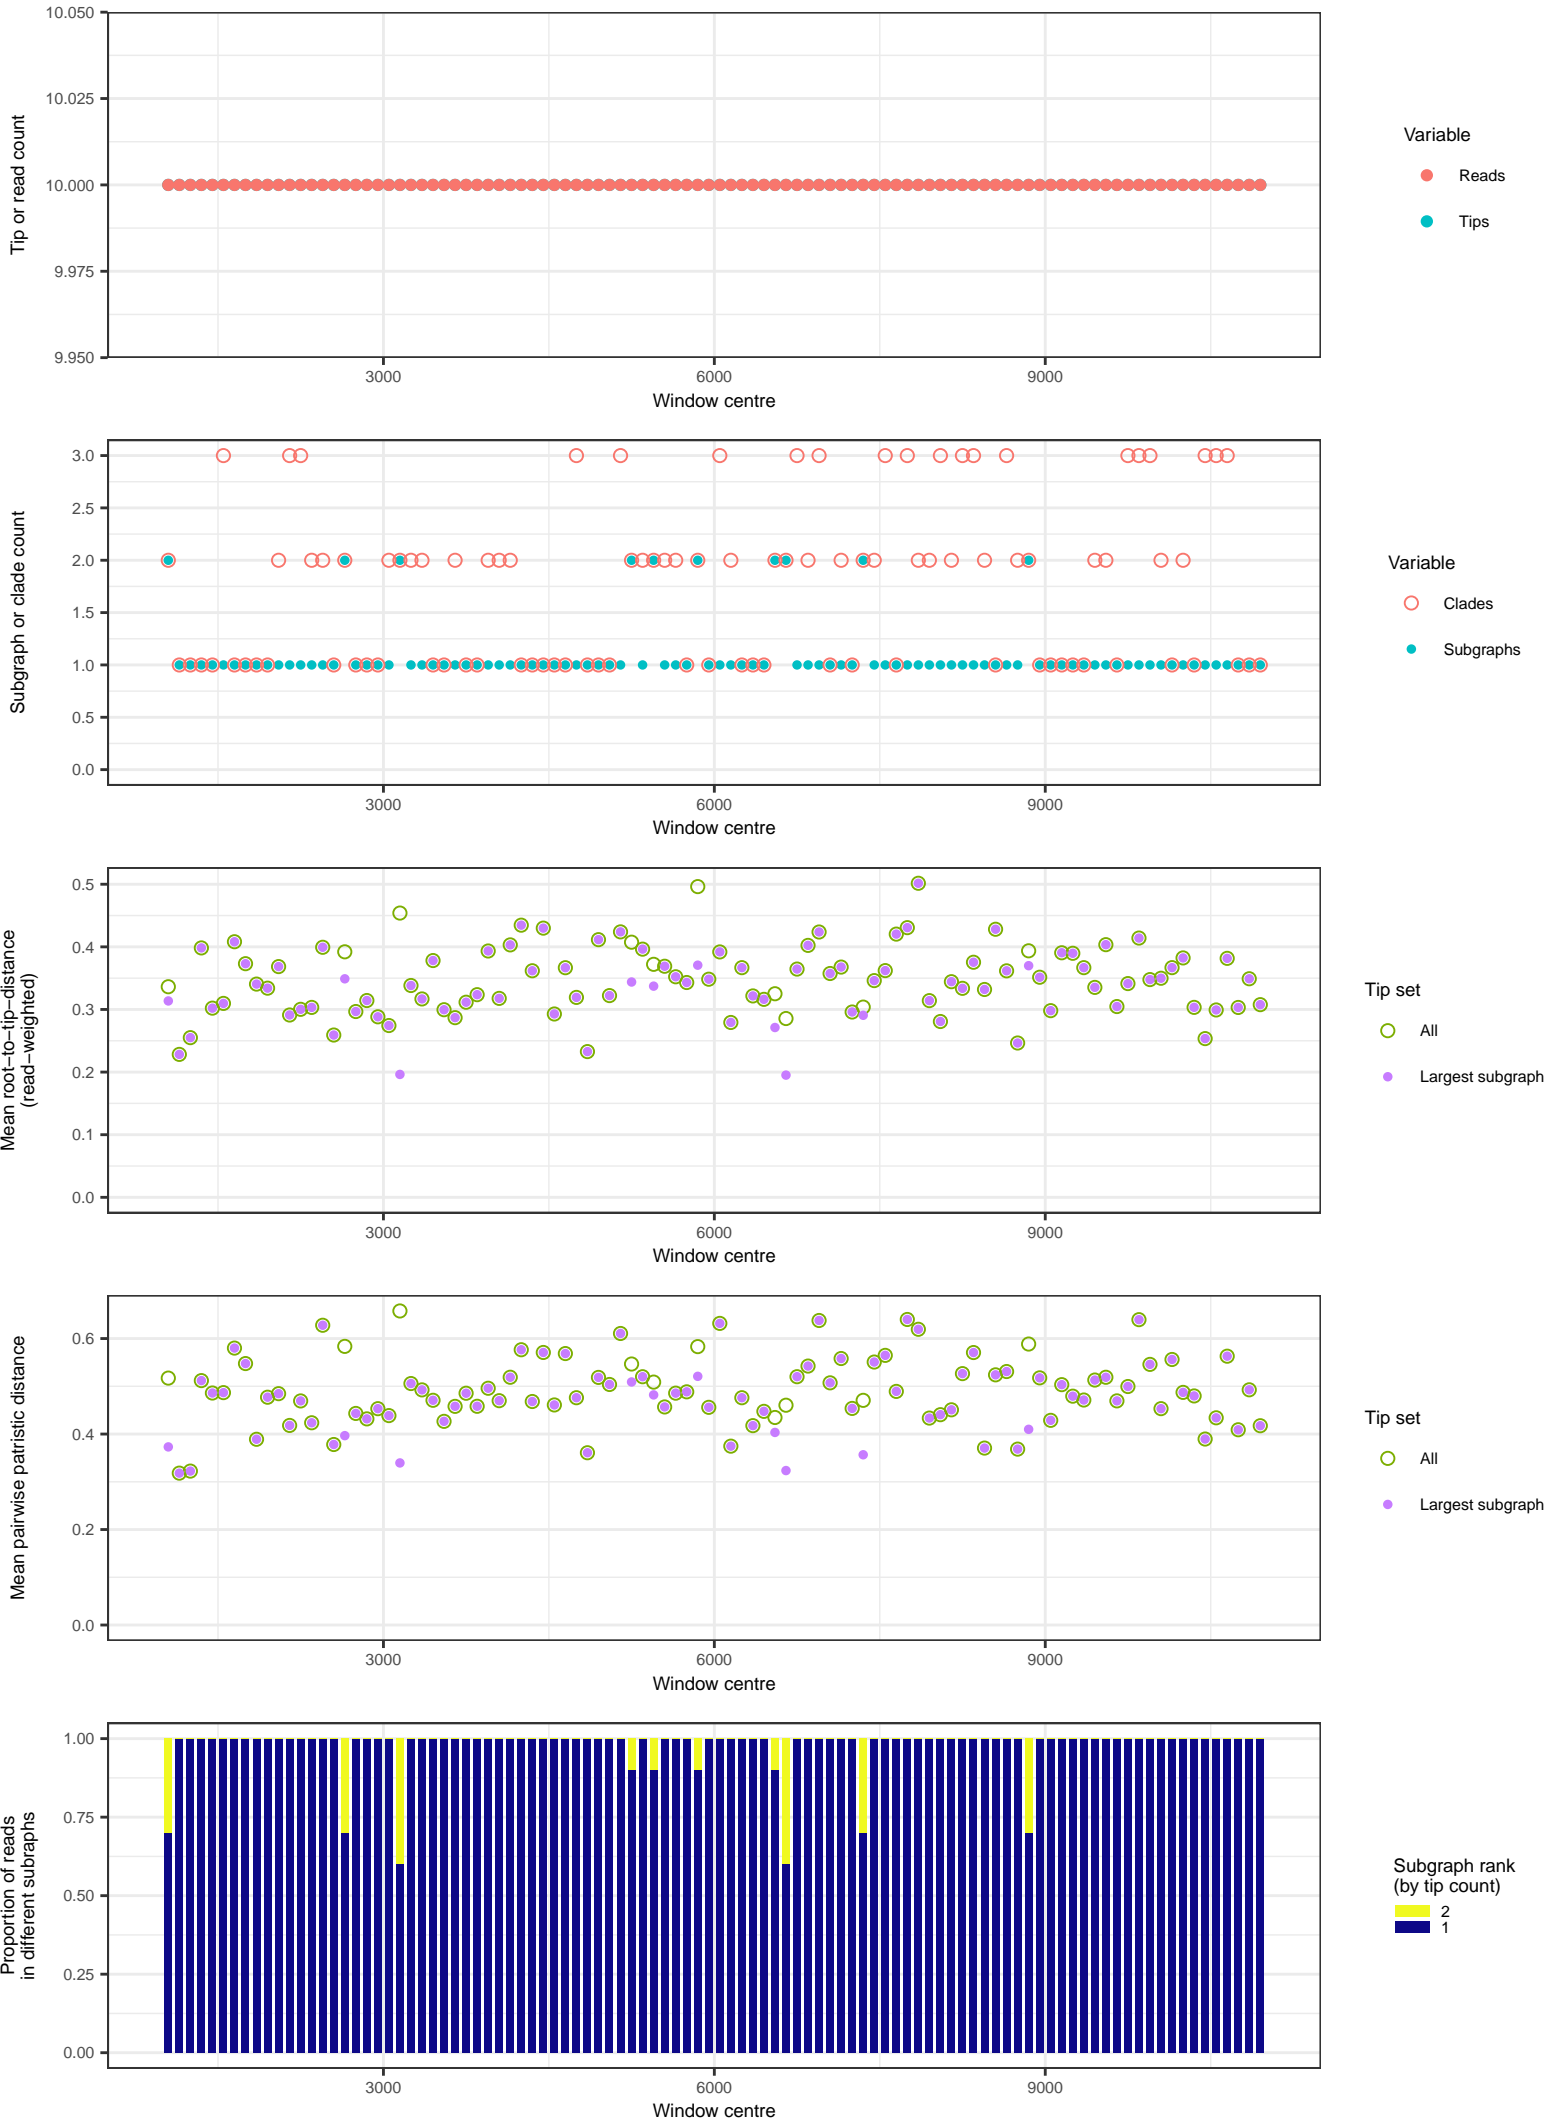 10.050
10.025
10.000
9.975
9.950
Tip or read count
3000 6000 9000
Window centre
Variable
Reads
Tips
3.0
2.5
2.0
1.5
1.0
0.5
0.0
Subgraph or clade count
3000 6000 9000
Window centre
Variable
Clades
Subgraphs
0.5
0.4
0.3
0.2
0.1
0.0
Mean root−to−tip−distance
(read−weighted)
3000 6000 9000
Window centre
Tip set
All
Largest subgraph
0.6
0.4
0.2
0.0
Mean pairwise patristic distance
3000 6000 9000
Window centre
Tip set
All
Largest subgraph
1.00
0.75
0.50
0.25
0.00
Proportion of reads
in different subraphs
3000 6000 9000
Window centre
Subgraph rank
(by tip count)
2
1